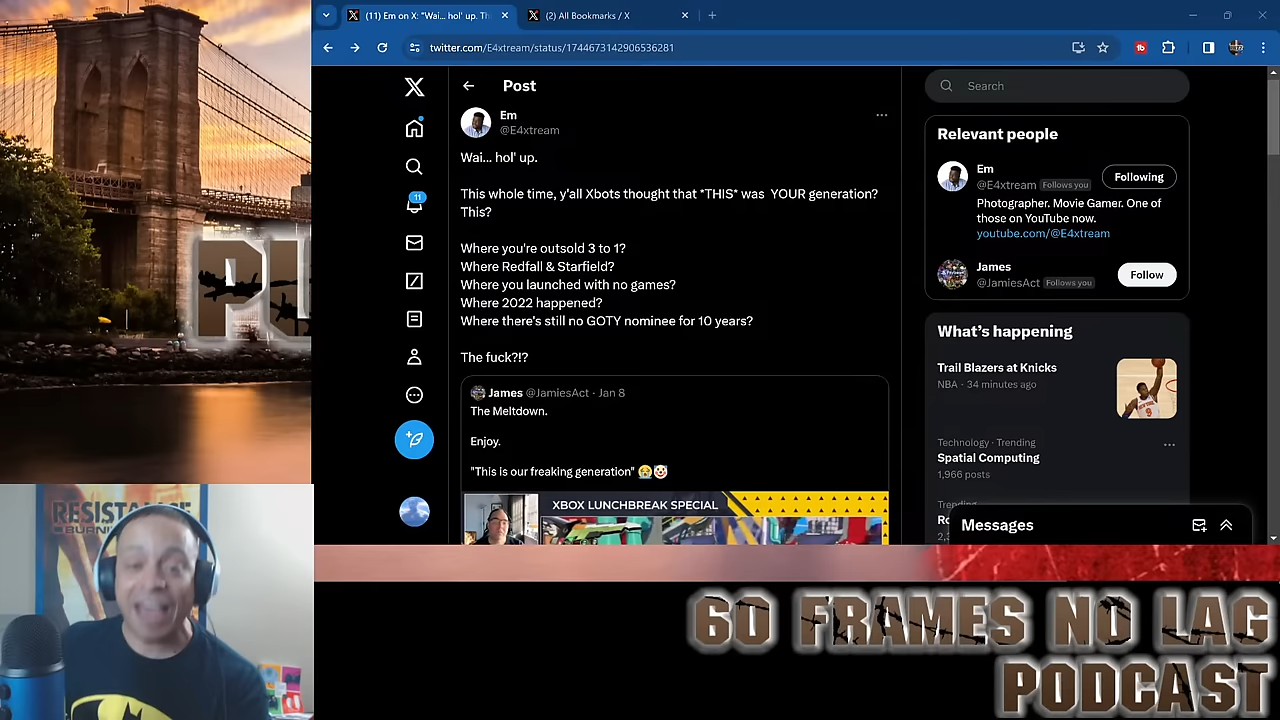 (11) Em on X: "Wai... hol' up. Th
(2) All Bookmarks / X
twitter.com/E4xtream/status/1744673142906536281
Post
Search
Em
@E4xtream
Wai... hol' up.
This whole time, y'all Xbots thought that *THIS* was YOUR generation?
This?
Where you're outsold 3 to 1?
Where Redfall & Starfield?
Where you launched with no games?
Where 2022 happened?
Where there's still no GOTY nominee for 10 years?
The fuck?!?
James @JamiesAct · Jan 8
The Meltdown.
Enjoy.
"This is our freaking generation" 😭🤡
XBOX LUNCHBREAK SPECIAL
11
Relevant people
Em
Following
@E4xtream Follows you
Photographer. Movie Gamer. One of
those on YouTube now.
youtube.com/@E4xtream
James
Follow
@JamiesAct Follows you
What's happening
Trail Blazers at Knicks
NBA · 34 minutes ago
Technology · Trending
Spatial Computing
1,966 posts
Messages
RESISTANCE
60 FRAMES NO LAG
PODCAST